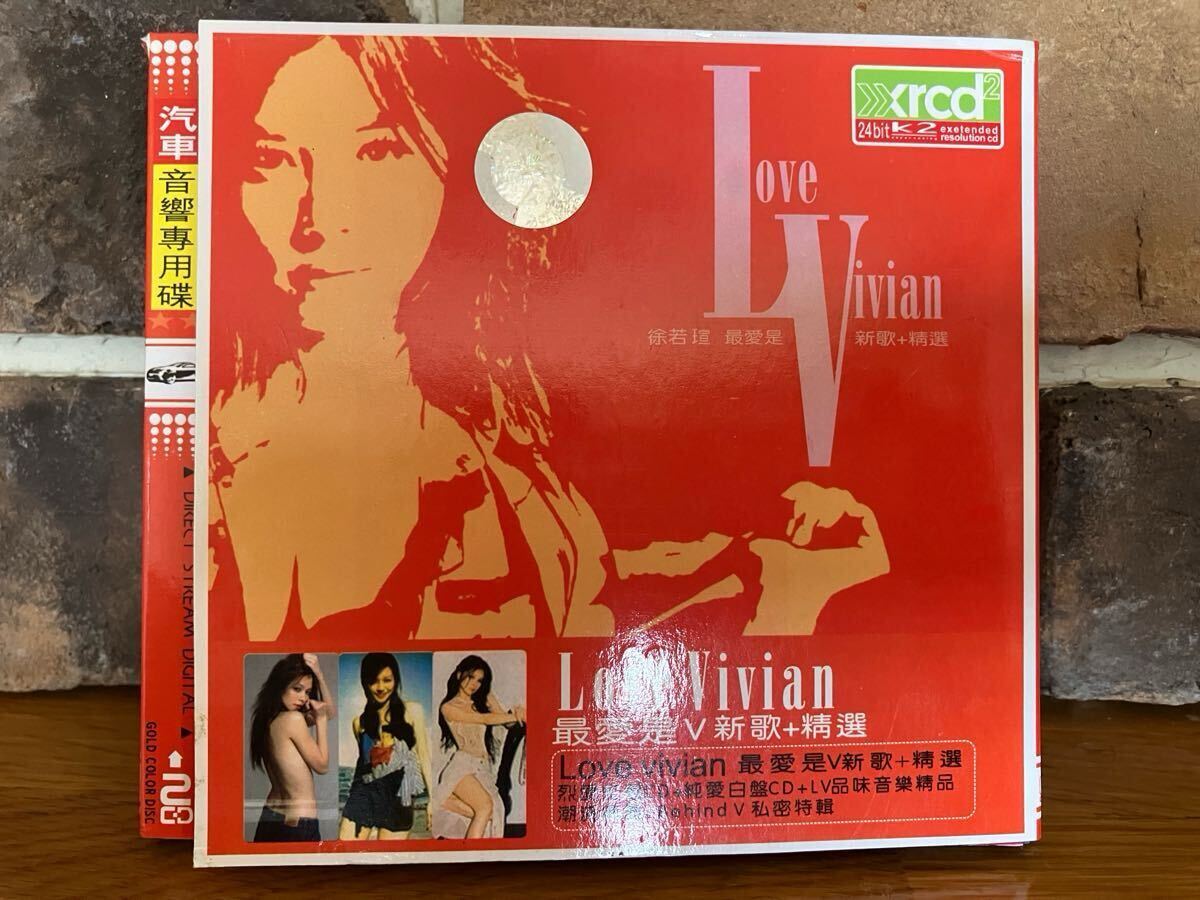 汽車
音響專用碟
DIRECT STREAM DIGITAL
GOLD COLOR DISC
2CD
xrcd2
24bit K2 exetended
resolution cd
Love
Vivian
徐若瑄 最愛是 新歌+精選
Love Vivian
最愛是V新歌+精選
Love vivian 最愛是V新歌+精選
純愛白盤CD+LV品味音樂精品
V私密特輯